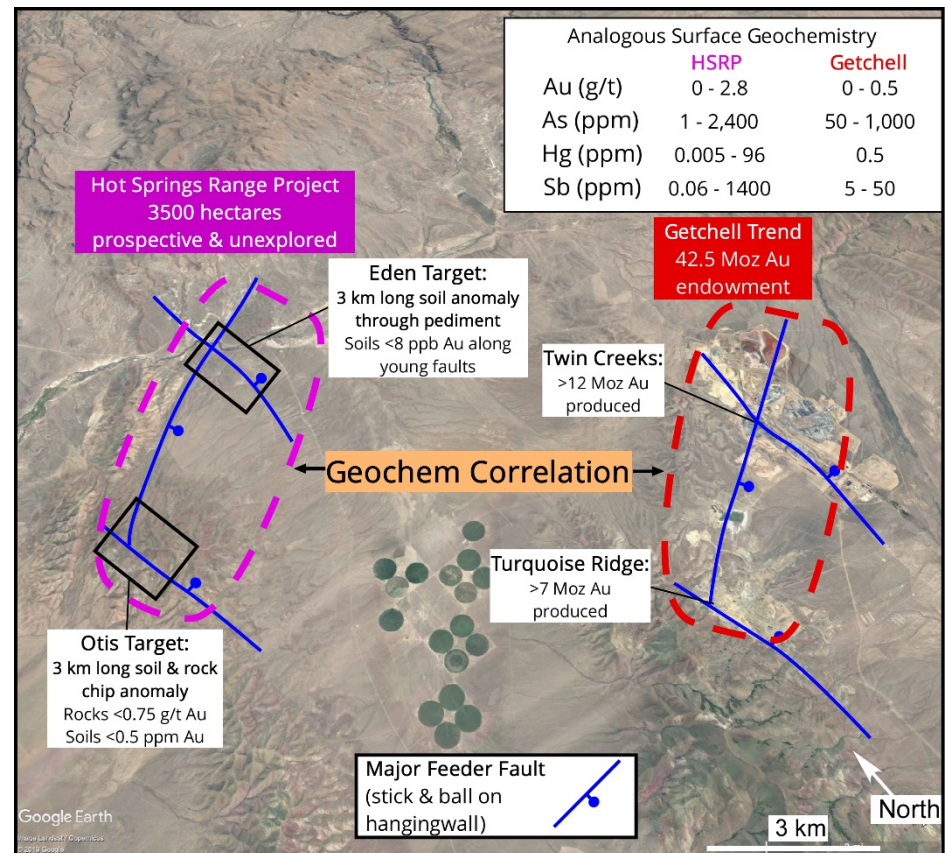 Analogous Surface Geochemistry
HSRP Getchell
Au (g/t) 0 - 2.8 0 - 0.5
As (ppm) 1 - 2,400 50 - 1,000
Hg (ppm) 0.005 - 96 0.5
Sb (ppm) 0.06 - 1400 5 - 50
Hot Springs Range Project
3500 hectares
prospective & unexplored
Getchell Trend
42.5 Moz Au
endowment
Eden Target:
3 km long soil anomaly
through pediment
Soils <8 ppb Au along
young faults
Twin Creeks:
>12 Moz Au
produced
Geochem Correlation
Turquoise Ridge:
>7 Moz Au
produced
Otis Target:
3 km long soil & rock
chip anomaly
Rocks <0.75 g/t Au
Soils <0.5 ppm Au
Major Feeder Fault
(stick & ball on
hangingwall)
North
3 km
Google Earth
Image Landsat / Copernicus
© 2019 Google